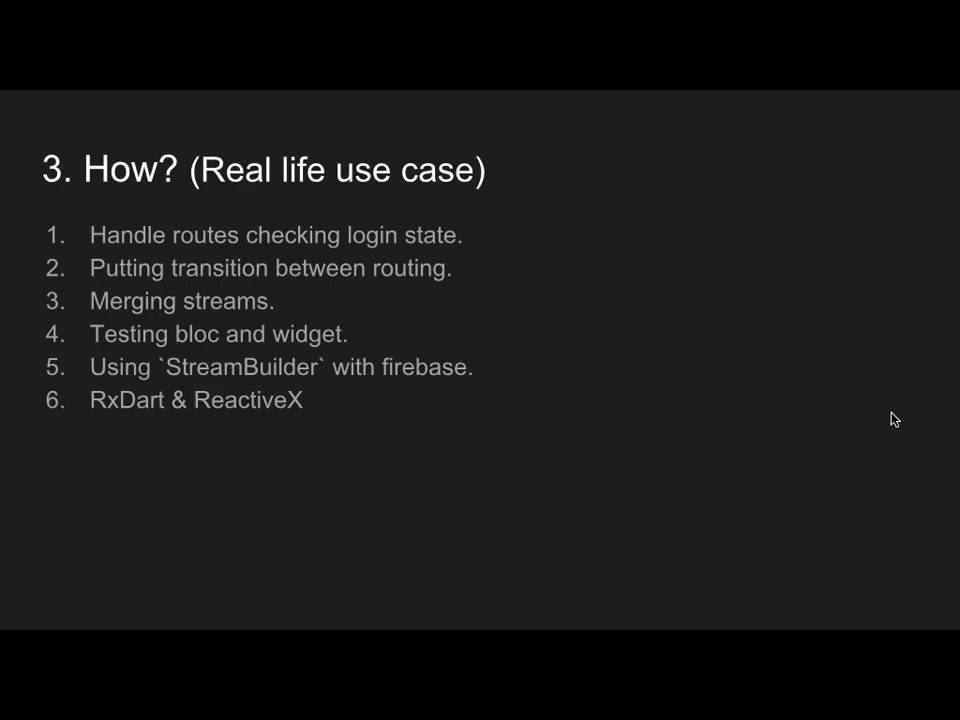 3. How? (Real life use case)
1. Handle routes checking login state.
2. Putting transition between routing.
3. Merging streams.
4. Testing bloc and widget.
5. Using `StreamBuilder` with firebase.
6. RxDart & ReactiveX